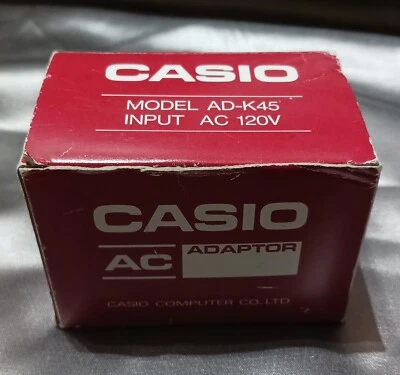 CASIO
MODEL AD-K45
INPUT AC 120V
CASIO
AC ADAPTOR
CASIO COMPUTER CO., LTD.